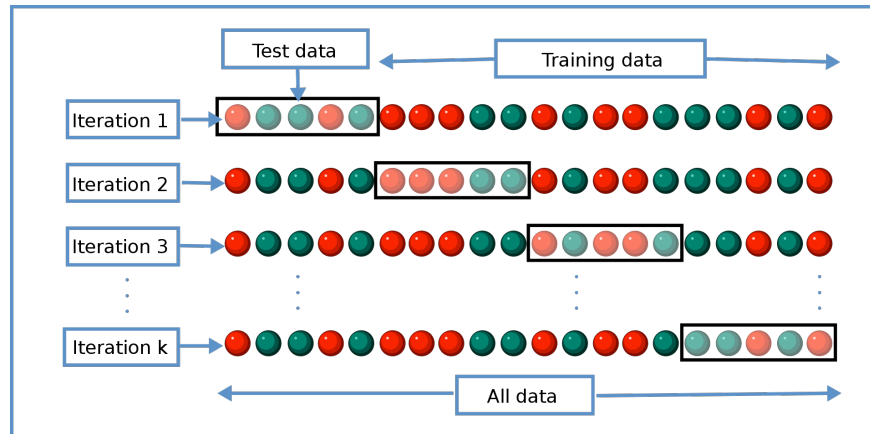 Test data
Training data
Iteration 1
Iteration 2
Iteration 3
Iteration k
All data